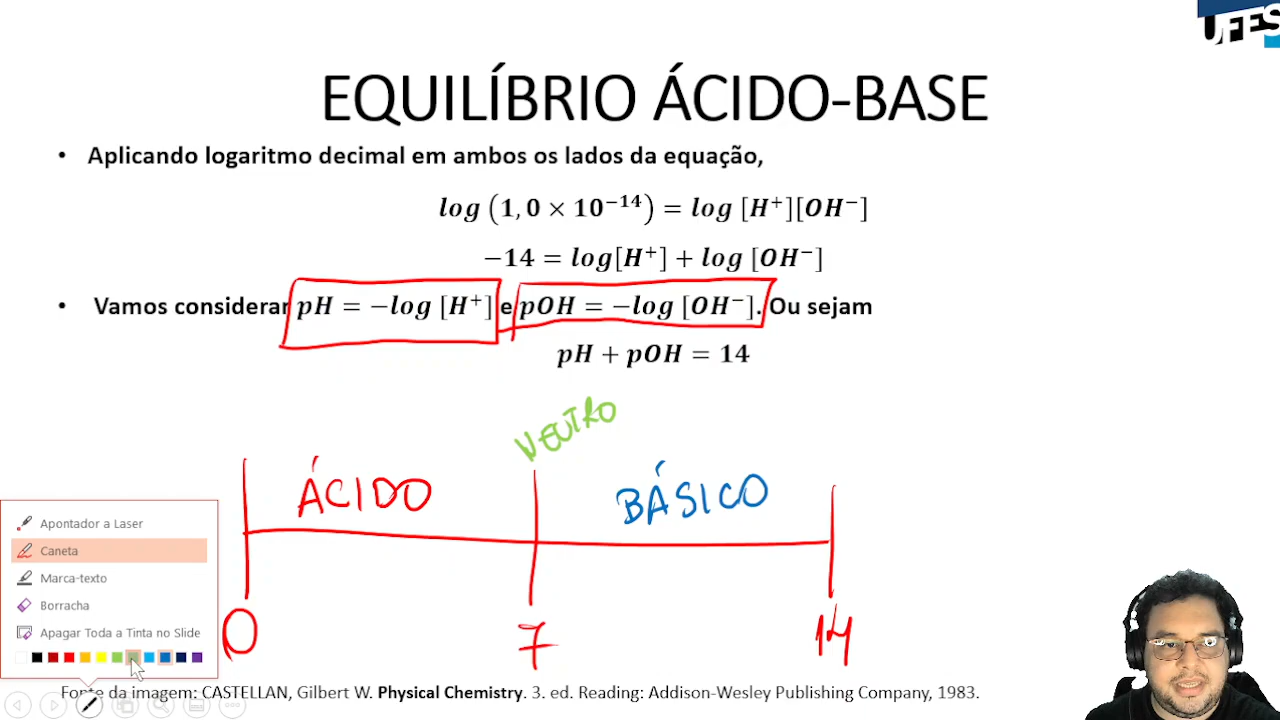 UFES
EQUILÍBRIO ÁCIDO-BASE
• Aplicando logaritmo decimal em ambos os lados da equação,
log (1,0 × 10⁻¹⁴) = log [H⁺][OH⁻]
−14 = log[H⁺] + log [OH⁻]
• Vamos considerar pH = −log [H⁺] e pOH = −log [OH⁻]. Ou sejam
pH + pOH = 14
NEUTRO
ÁCIDO
BÁSICO
0 7 14
Apontador a Laser
Caneta
Marca-texto
Borracha
Apagar Toda a Tinta no Slide
Fonte da imagem: CASTELLAN, Gilbert W. Physical Chemistry. 3. ed. Reading: Addison-Wesley Publishing Company, 1983.